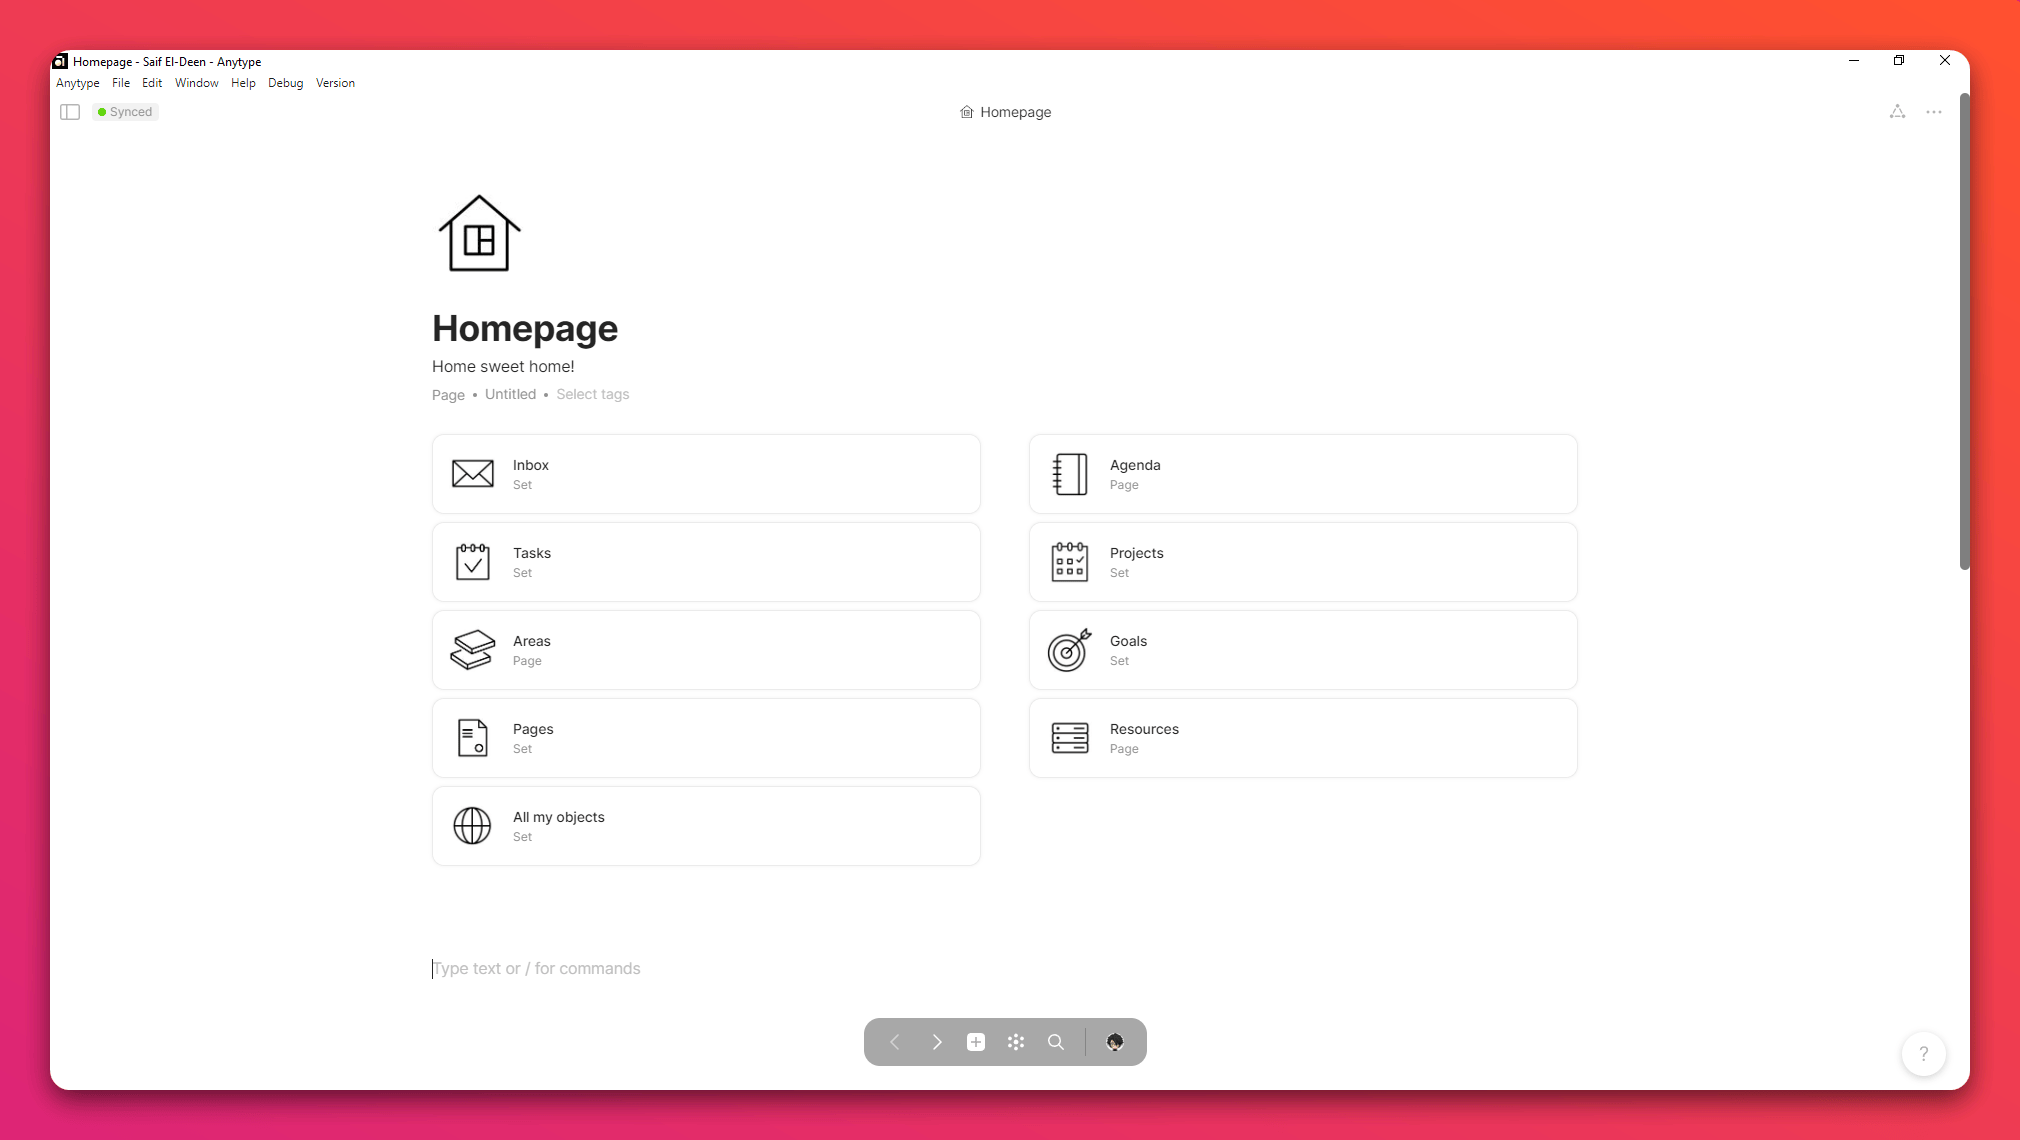 Homepage - Saif El-Deen - Anytype
Anytype File Edit Window Help Debug Version
Synced
Homepage
Homepage
Home sweet home!
Page • Untitled • Select tags
Inbox
Set
Agenda
Page
Tasks
Set
Projects
Set
Areas
Page
Goals
Set
Pages
Set
Resources
Page
All my objects
Set
Type text or / for commands
?